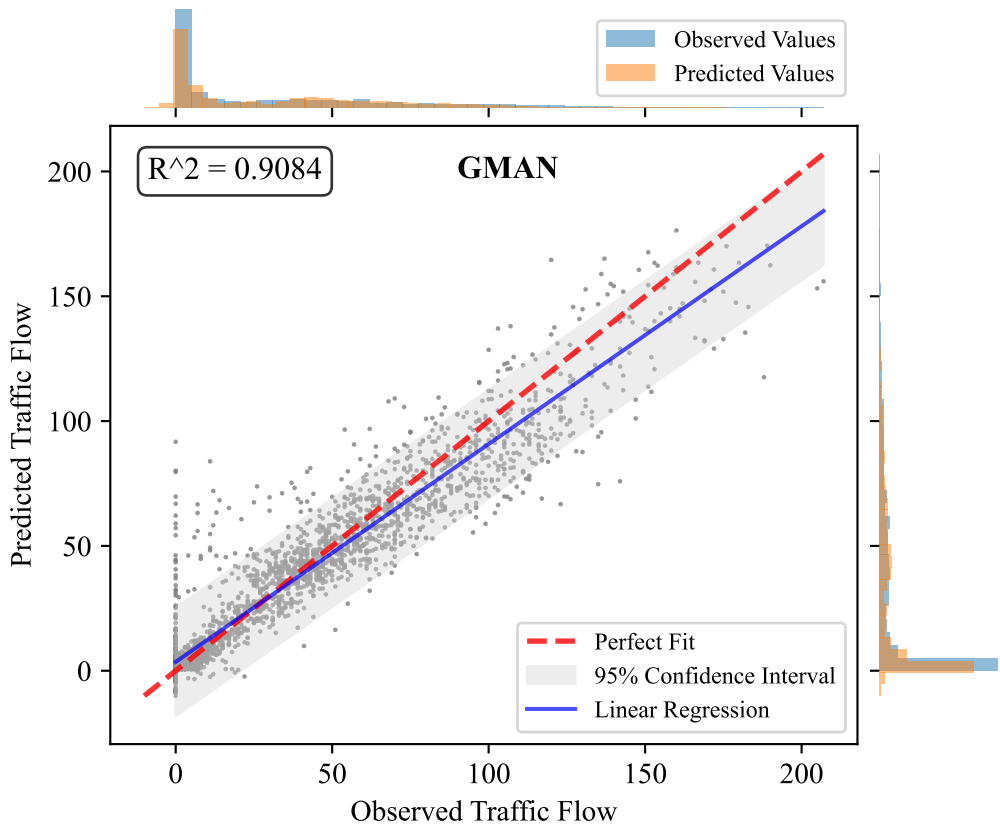 Observed Values
Predicted Values
R^2 = 0.9084
GMAN
200
150
100
50
0
Predicted Traffic Flow
Perfect Fit
95% Confidence Interval
Linear Regression
0 50 100 150 200
Observed Traffic Flow